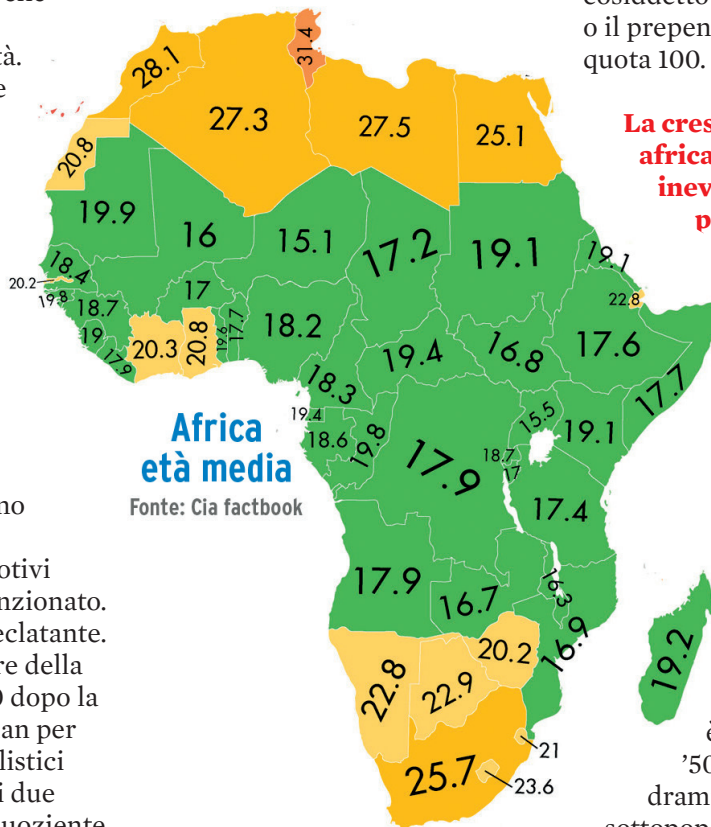 cosiddetto
o il prepen
quota 100.
La cres
africa
inev
p
tà.
e
28.1
31.4
27.3
27.5
25.1
20.8
19.9
16
15.1
17.2
19.1
19.1
18.4
20.2
19.8
18.7
17
22.8
19
17.9
20.3
20.8
19.6
17.7
18.2
19.4
16.8
17.6
17.7
18.3
19.4
18.6
19.8
17.9
15.5
19.1
18.7
17
17.4
Africa
età media
Fonte: Cia factbook
17.9
16.7
16.3
16.9
19.2
22.8
22.9
20.2
21
25.7
23.6
no
otivi
nzionato.
eclatante.
re della
0 dopo la
an per
listici
i due
uoziente
è
'50
dram